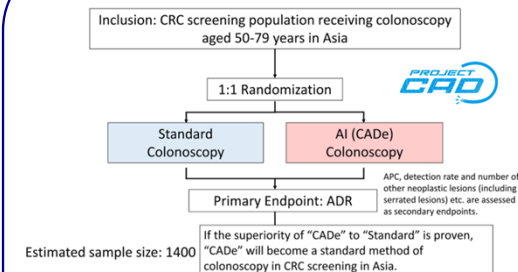 Inclusion: CRC screening population receiving colonoscopy
aged 50-79 years in Asia
PROJECT
CAD
1:1 Randomization
Standard
Colonoscopy
AI (CADe)
Colonoscopy
APC, detection rate and number of
other neoplastic lesions (including
serrated lesions) etc. are assessed
as secondary endpoints.
Primary Endpoint: ADR
Estimated sample size: 1400
If the superiority of “CADe” to “Standard” is proven,
“CADe” will become a standard method of
colonoscopy in CRC screening in Asia.